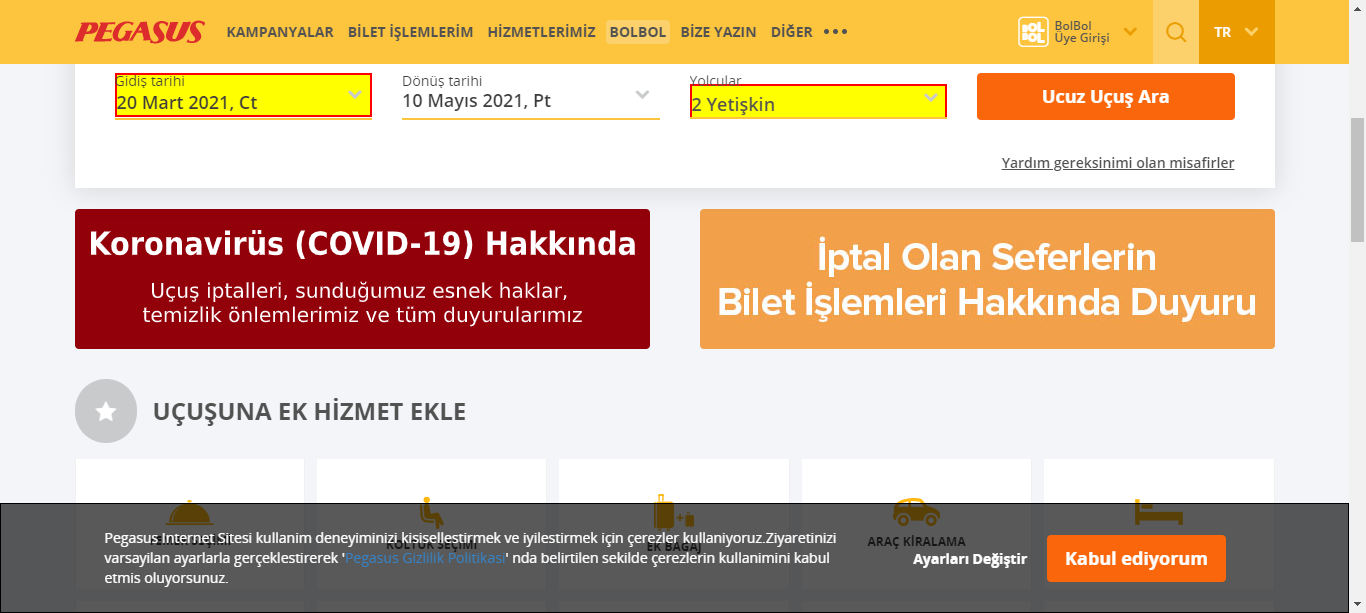 PEGASUS KAMPANYALAR BİLET İŞLEMLERİM HİZMETLERİMİZ BOLBOL BİZE YAZIN DİĞER
BOL BOL BolBol Üye Girişi TR
Gidiş tarihi
20 Mart 2021, Ct
Dönüş tarihi
10 Mayıs 2021, Pt
Yolcular
2 Yetişkin
Ucuz Uçuş Ara
Yardım gereksinimi olan misafirler
Koronavirüs (COVID-19) Hakkında
Uçuş iptalleri, sunduğumuz esnek haklar,
temizlik önlemlerimiz ve tüm duyurularımız
İptal Olan Seferlerin
Bilet İşlemleri Hakkında Duyuru
UÇUŞUNA EK HİZMET EKLE
KOLTUK SEÇİMİ
EK BAGAJ
ARAÇ KİRALAMA
Pegasus Internet Sitesi kullanim deneyiminizi kisisellestirmek ve iyilestirmek için çerezler kullaniyoruz.Ziyaretinizi
varsayilan ayarlarla gerçeklestirerek 'Pegasus Gizlilik Politikasi' nda belirtilen sekilde çerezlerin kullanimini kabul
etmis oluyorsunuz.
Ayarları Değiştir
Kabul ediyorum